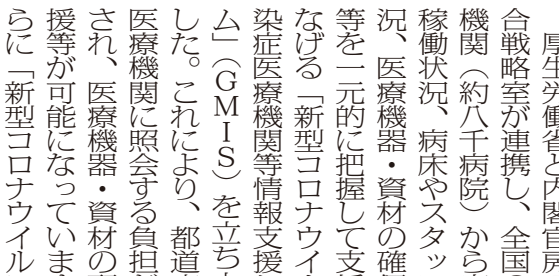 厚生労働省と内閣官房
合戦略室が連携し、全国
機関（約八千病院）から
稼働状況、病床やスタッ
況、医療機器・資材の確
等を一元的に把握して支
なげる「新型コロナウイ
染症医療機関等情報支援
ム」（ＧＭＩＳ）を立ち
した。これにより、都道
医療機関に照会する負担
され、医療機器・資材の
援等が可能になっていま
らに「新型コロナウイル